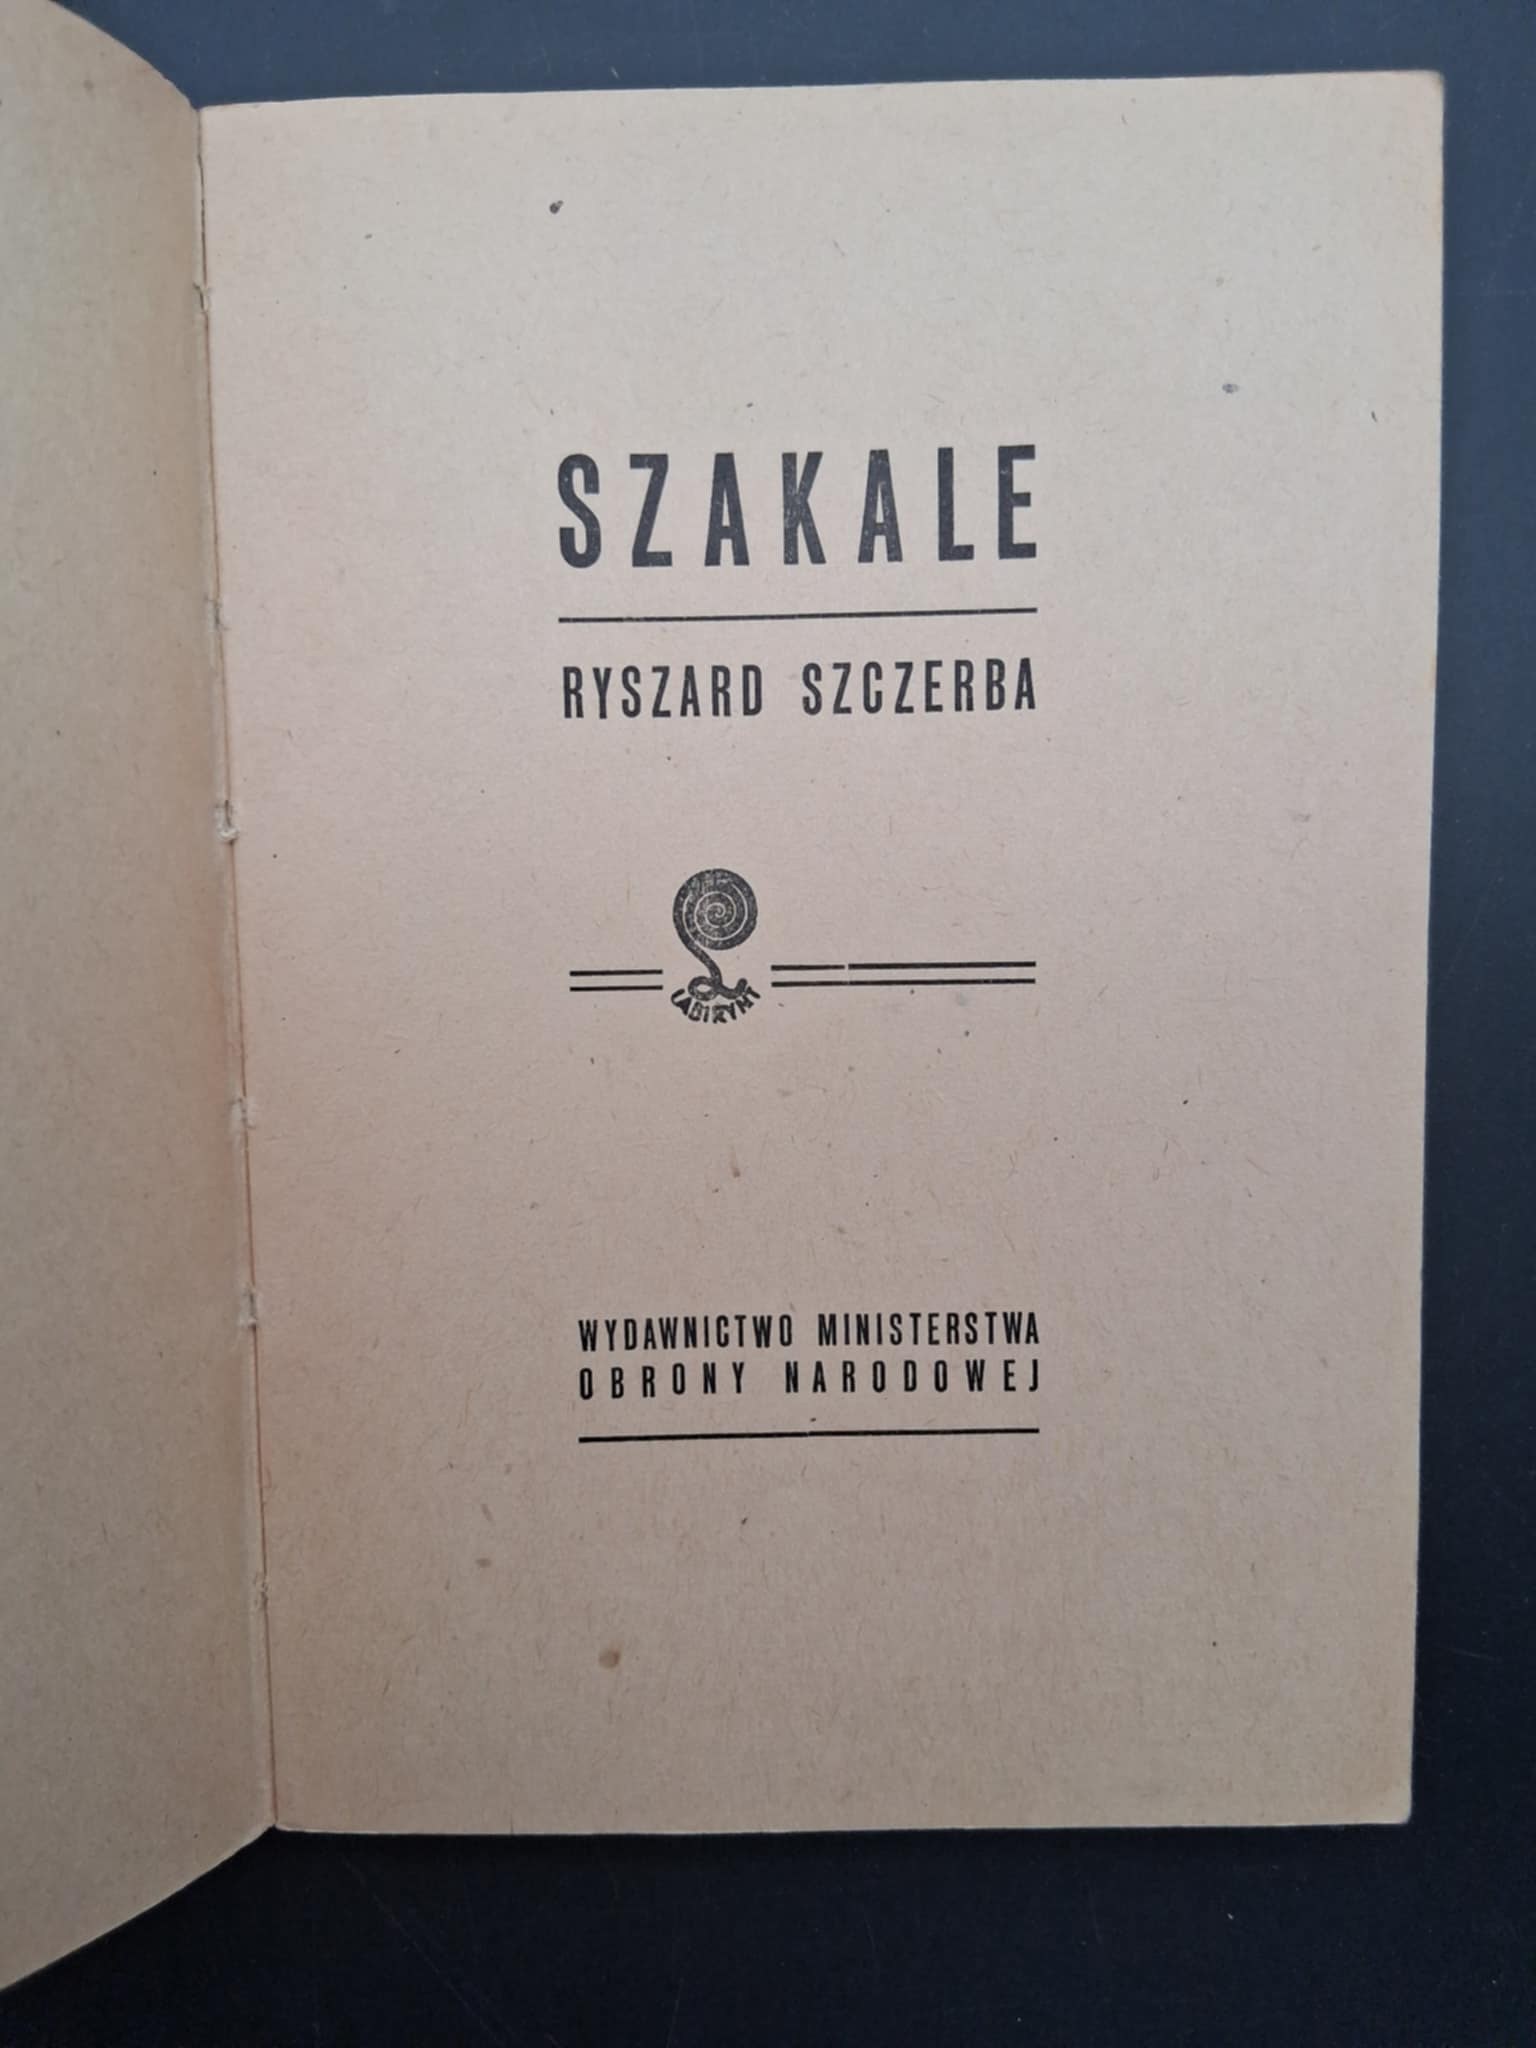 SZAKALE
RYSZARD SZCZERBA
LABIRYNT
WYDAWNICTWO MINISTERSTWA
OBRONY NARODOWEJ